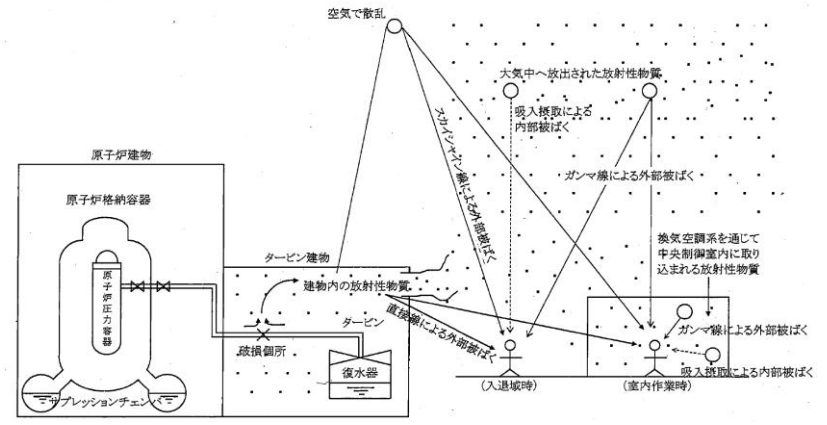 空気で散乱
大気中へ放出された放射性物質
吸入摂取による
内部被ばく
スカイシャイン線による外部被ばく
ガンマ線による外部被ばく
原子炉建物
原子炉格納容器
原子炉圧力容器
サプレッションチェンバ
タービン建物
建物内の放射性物質
タービン
破損個所
復水器
直接線による外部被ばく
換気空調系を通じて
中央制御室内に取り
込まれる放射性物質
ガンマ線による外部被ばく
吸入摂取による内部被ばく
(入退域時)
(室内作業時)